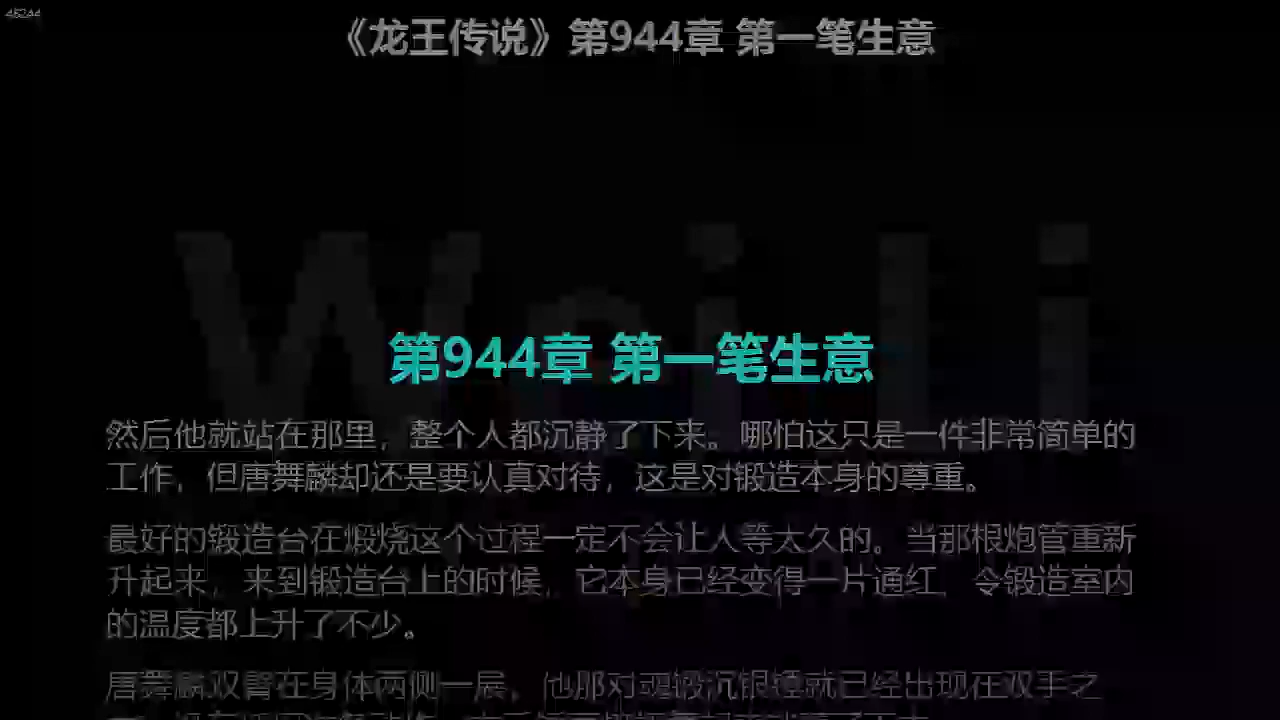 《龙王传说》第944章 第一笔生意
Wei Li
第944章 第一笔生意
然后他就站在那里，整个人都沉静了下来。哪怕这只是一件非常简单的
工作，但唐舞麟却还是要认真对待，这是对锻造本身的尊重。
最好的锻造台在煅烧这个过程一定不会让人等太久的。当那根炮管重新
升起来，来到锻造台上的时候，它本身已经变得一片通红，令锻造室内
的温度都上升了不少。
唐舞麟双臂在身体两侧一展，他那对魂锻沉银锤就已经出现在双手之